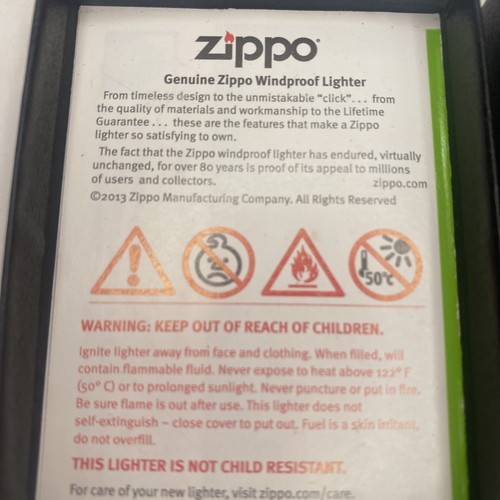 zippo
Genuine Zippo Windproof Lighter
From timeless design to the unmistakable “click”... from
the quality of materials and workmanship to the Lifetime
Guarantee ... these are the features that make a Zippo
lighter so satisfying to own.
The fact that the Zippo windproof lighter has endured, virtually
unchanged, for over 80 years is proof of its appeal to millions
of users and collectors.
zippo.com
©2013 Zippo Manufacturing Company. All Rights Reserved
50°C
WARNING: KEEP OUT OF REACH OF CHILDREN.
Ignite lighter away from face and clothing. When filled, will
contain flammable fluid. Never expose to heat above 122° F
(50° C) or to prolonged sunlight. Never puncture or put in fire.
Be sure flame is out after use. This lighter does not
self-extinguish – close cover to put out. Fuel is a skin irritant,
do not overfill.
THIS LIGHTER IS NOT CHILD RESISTANT.
For care of your new lighter, visit zippo.com/care.